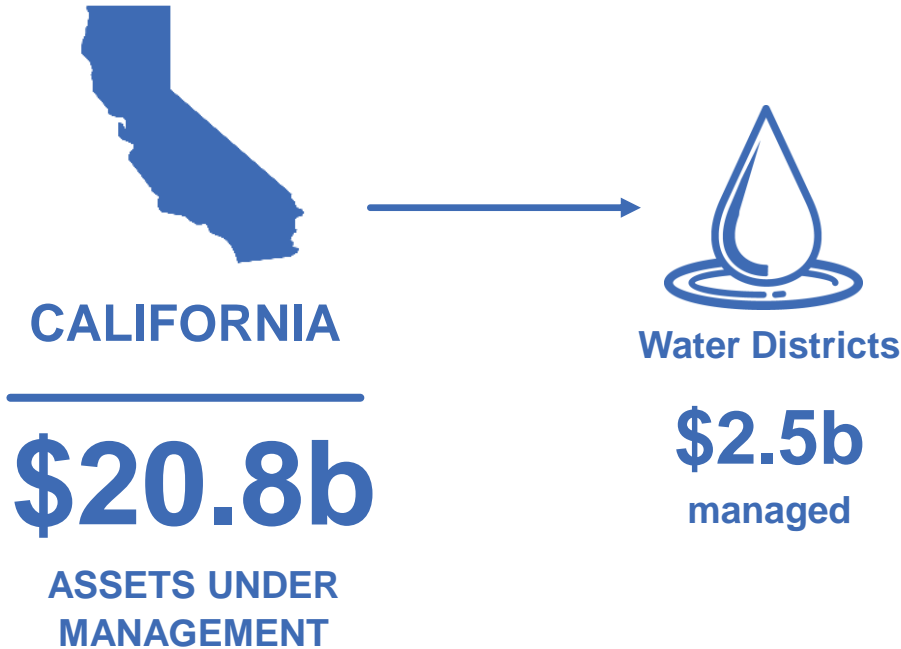 CALIFORNIA
$20.8b
ASSETS UNDER
MANAGEMENT
Water Districts
$2.5b
managed